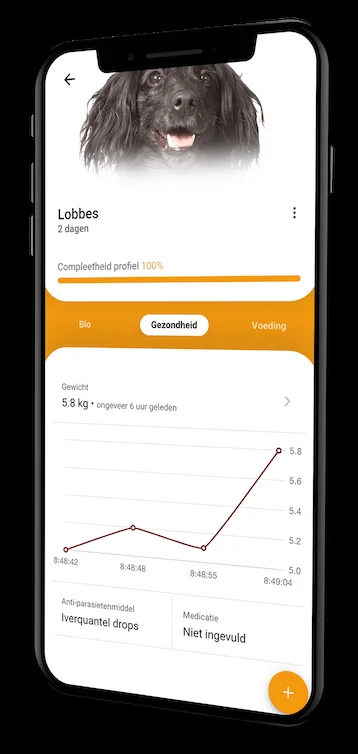 Lobbes
2 dagen
Compleetheid profiel 100%
Bio Gezondheid Voeding
Gewicht
5.8 kg • ongeveer 6 uur geleden
5.8
5.6
5.4
5.2
5.0
8:48:42 8:48:48 8:48:55 8:49:04
Anti-parasietenmiddel Medicatie
Iverquantel drops Niet ingevuld